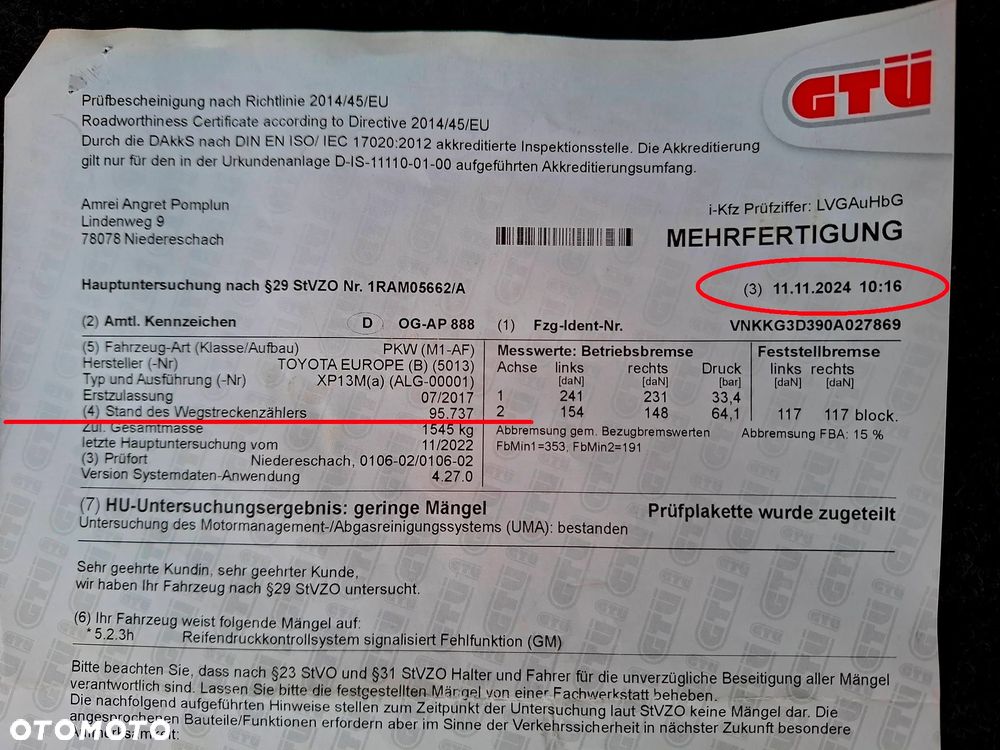 GTÜ
Prüfbescheinigung nach Richtlinie 2014/45/EU
Roadworthiness Certificate according to Directive 2014/45/EU
Durch die DAkkS nach DIN EN ISO/ IEC 17020:2012 akkreditierte Inspektionsstelle. Die Akkreditierung
gilt nur für den in der Urkundenanlage D-IS-11110-01-00 aufgeführten Akkreditierungsumfang.
Amrei Angret Pomplun
Lindenweg 9
78078 Niedereschach
i-Kfz Prüfziffer: LVGAuHbG
MEHRFERTIGUNG
Hauptuntersuchung nach §29 StVZO Nr. 1RAM05662/A (3) 11.11.2024 10:16
(2) Amtl. Kennzeichen D OG-AP 888 (1) Fzg-Ident-Nr. VNKKG3D390A027869
(5) Fahrzeug-Art (Klasse/Aufbau) PKW (M1-AF)
Hersteller (-Nr) TOYOTA EUROPE (B) (5013)
Typ und Ausführung (-Nr) XP13M(a) (ALG-00001)
Erstzulassung 07/2017
(4) Stand des Wegstreckenzählers 95.737
Zul. Gesamtmasse 1545 kg
letzte Hauptuntersuchung vom 11/2022
(3) Prüfort Niedereschach, 0106-02/0106-02
Version Systemdaten-Anwendung 4.27.0
Messwerte: Betriebsbremse Feststellbremse
Achse links rechts Druck links rechts
[daN] [daN] [bar] [daN] [daN]
1 241 231 33,4
2 154 148 64,1 117 117 block.
Abbremsung gem. Bezugbremswerten Abbremsung FBA: 15 %
FbMin1=353, FbMin2=191
(7) HU-Untersuchungsergebnis: geringe Mängel Prüfplakette wurde zugeteilt
Untersuchung des Motormanagement-/Abgasreinigungssystems (UMA): bestanden
Sehr geehrte Kundin, sehr geehrter Kunde,
wir haben Ihr Fahrzeug nach §29 StVZO untersucht.
(6) Ihr Fahrzeug weist folgende Mängel auf:
* 5.2.3h Reifendruckkontrollsystem signalisiert Fehlfunktion (GM)
Bitte beachten Sie, dass nach §23 StVO und §31 StVZO Halter und Fahrer für die unverzügliche Beseitigung aller Mängel
verantwortlich sind. Lassen Sie bitte die festgestellten Mängel von einer Fachwerkstatt beheben.
Die nachfolgend aufgeführten Hinweise stellen zum Zeitpunkt der Untersuchung laut StVZO keine Mängel dar. Die
angesprochenen Bauteile/Funktionen erfordern aber im Sinne der Verkehrssicherheit in nächster Zukunft besondere
OTOMOTO